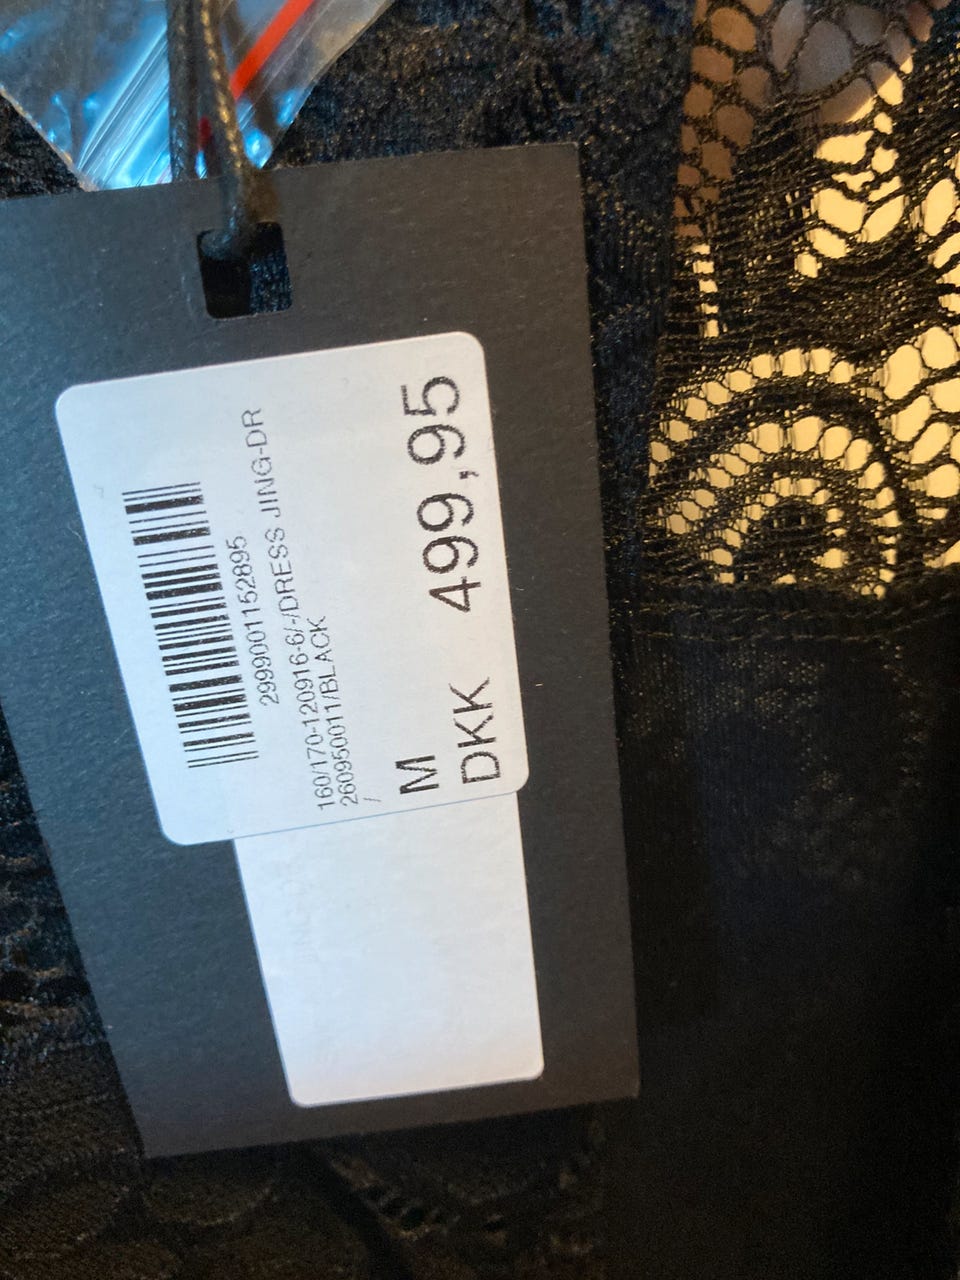 2999001152895
160/170-120916-6/-/DRESS JING-DR
260950011/BLACK
/
M
DKK 499,95